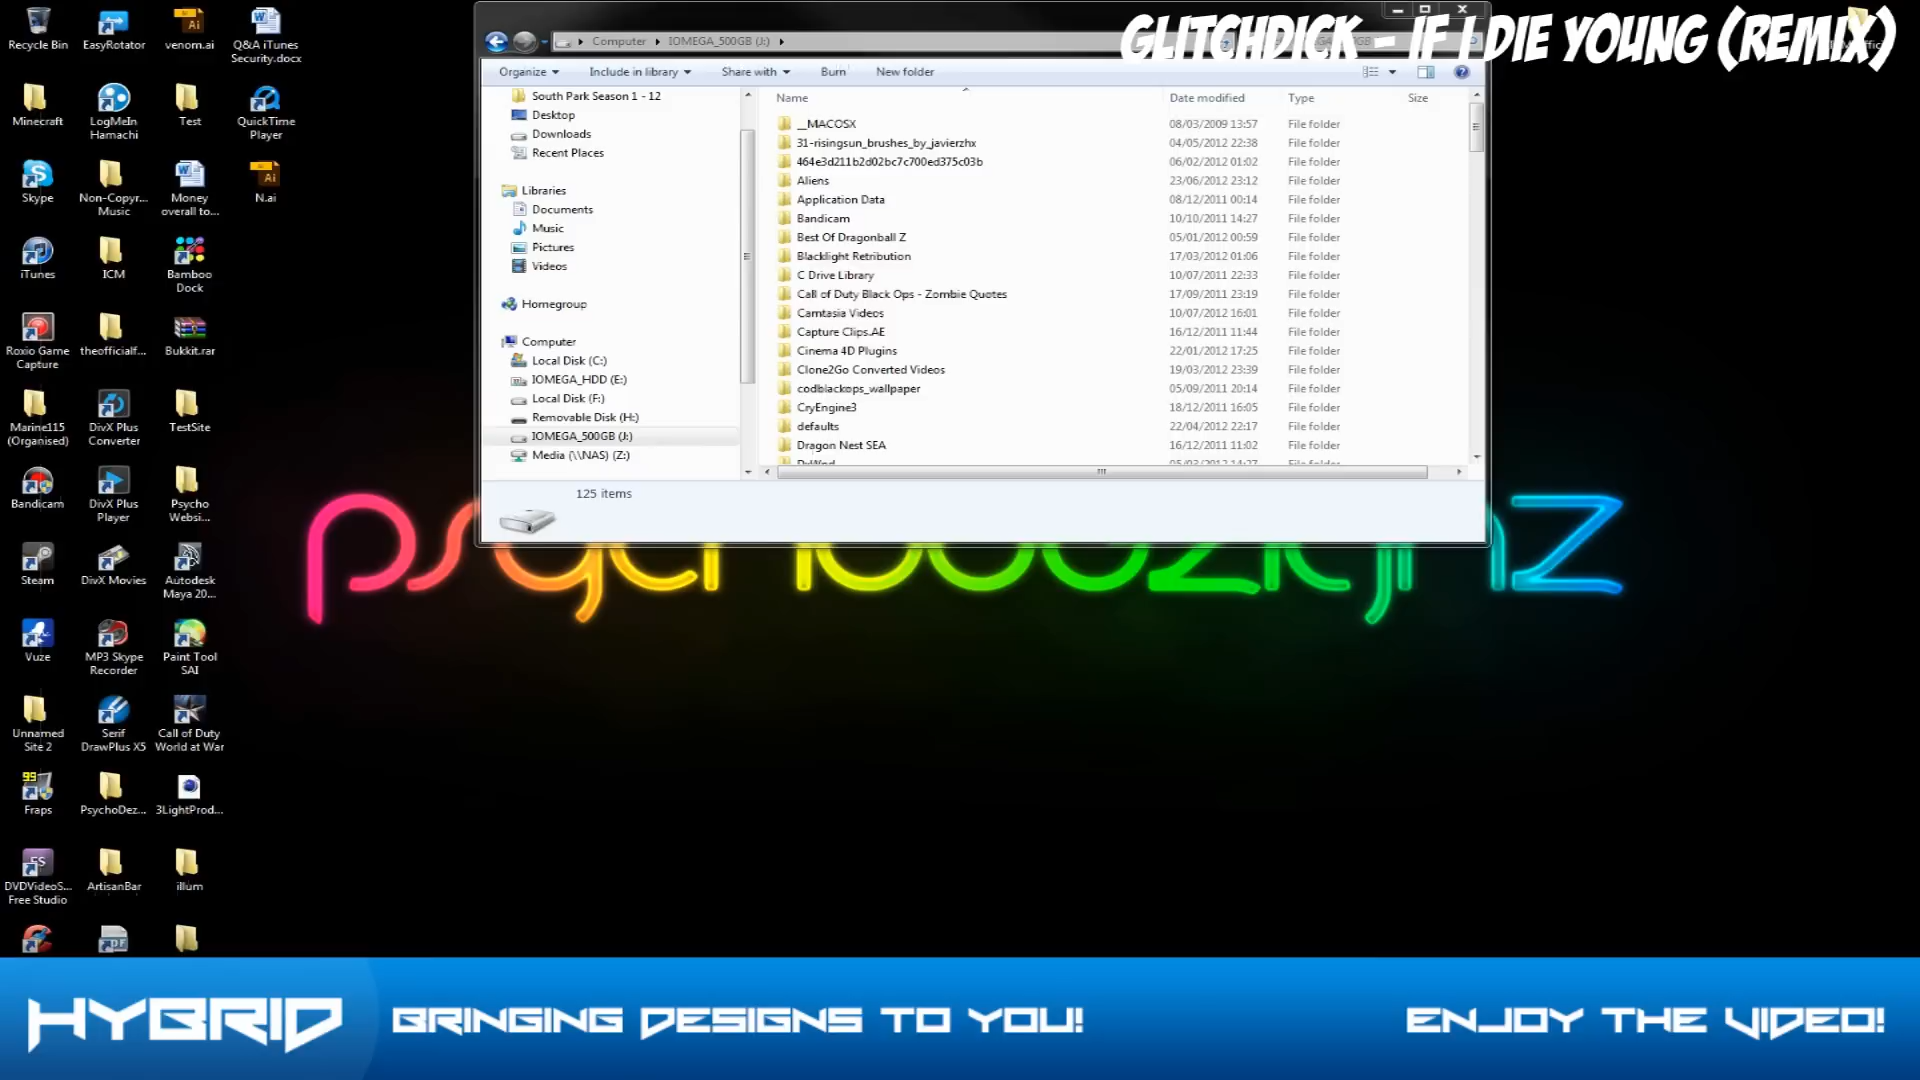 GLITCHDICK - IF I DIE YOUNG (REMIX)
Computer
IOMEGA_500GB (J:)
Organize
Include in library
Share with
Burn
New folder
South Park Season 1 - 12
Desktop
Downloads
Recent Places
Libraries
Documents
Music
Pictures
Videos
Homegroup
Computer
Local Disk (C:)
IOMEGA_HDD (E:)
Local Disk (F:)
Removable Disk (H:)
IOMEGA_500GB (J:)
Media (\\NAS) (Z:)
Name Date modified Type Size
__MACOSX 08/03/2009 13:57 File folder
31-risingsun_brushes_by_javierzhx 04/05/2012 22:38 File folder
464e3d211b2d02bc7c700ed375c03b 06/02/2012 01:02 File folder
Aliens 23/06/2012 23:12 File folder
Application Data 08/12/2011 00:14 File folder
Bandicam 10/10/2011 14:27 File folder
Best Of Dragonball Z 05/01/2012 00:59 File folder
Blacklight Retribution 17/03/2012 01:06 File folder
C Drive Library 10/07/2011 22:33 File folder
Call of Duty Black Ops - Zombie Quotes 17/09/2011 23:19 File folder
Camtasia Videos 10/07/2012 16:01 File folder
Capture Clips.AE 16/12/2011 11:44 File folder
Cinema 4D Plugins 22/01/2012 17:25 File folder
Clone2Go Converted Videos 19/03/2012 23:39 File folder
codblackops_wallpaper 05/09/2011 20:14 File folder
CryEngine3 18/12/2011 16:05 File folder
defaults 22/04/2012 22:17 File folder
Dragon Nest SEA 16/12/2011 11:02 File folder
125 items
Recycle Bin
EasyRotator
venom.ai
Q&A iTunes
Security.docx
Minecraft
LogMeIn
Hamachi
Test
QuickTime
Player
Skype
Non-Copyr...
Music
Money
overall to...
N.ai
iTunes
ICM
Bamboo
Dock
Roxio Game
Capture
theofficialf...
Bukkit.rar
Marine115
(Organised)
DivX Plus
Converter
TestSite
Bandicam
DivX Plus
Player
Psycho
Websi...
Steam
DivX Movies
Autodesk
Maya 20...
Vuze
MP3 Skype
Recorder
Paint Tool
SAI
Unnamed
Site 2
Serif
DrawPlus X5
Call of Duty
World at War
Fraps
PsychoDez...
3LightProd...
DVDVideoS...
Free Studio
ArtisanBar
illum
HYBRID
BRINGING DESIGNS TO YOU!
ENJOY THE VIDEO!